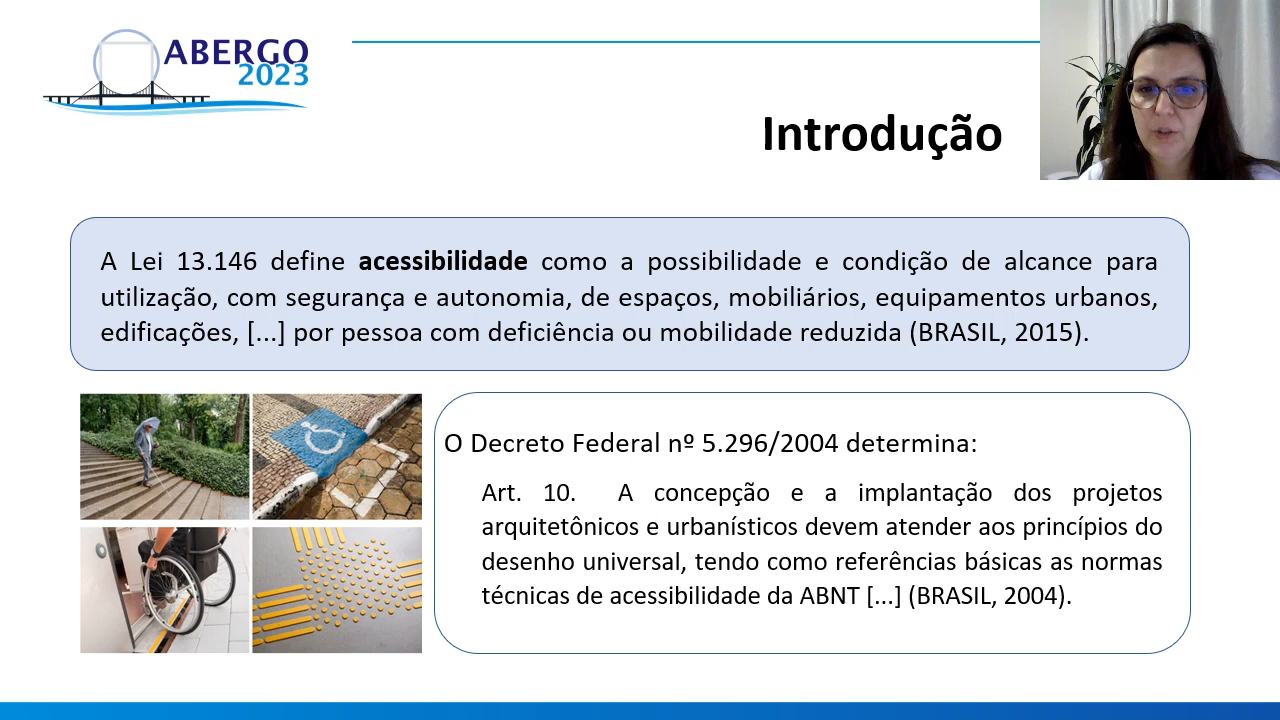 ABERGO
2023
Introdução
A Lei 13.146 define acessibilidade como a possibilidade e condição de alcance para
utilização, com segurança e autonomia, de espaços, mobiliários, equipamentos urbanos,
edificações, [...] por pessoa com deficiência ou mobilidade reduzida (BRASIL, 2015).
O Decreto Federal nº 5.296/2004 determina:
Art. 10. A concepção e a implantação dos projetos
arquitetônicos e urbanísticos devem atender aos princípios do
desenho universal, tendo como referências básicas as normas
técnicas de acessibilidade da ABNT [...] (BRASIL, 2004).